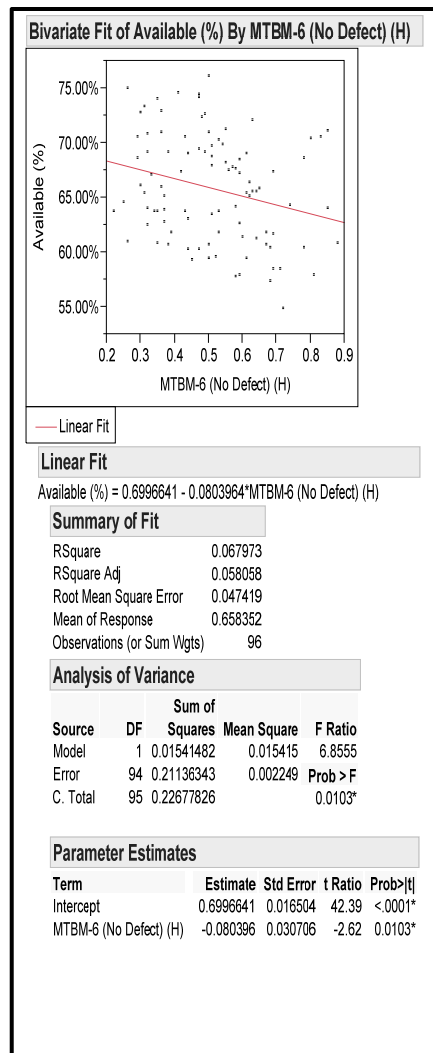 Bivariate Fit of Available (%) By MTBM-6 (No Defect) (H)
Available (%)
75.00%
70.00%
65.00%
60.00%
55.00%
0.2 0.3 0.4 0.5 0.6 0.7 0.8 0.9
MTBM-6 (No Defect) (H)
Linear Fit
Linear Fit
Available (%) = 0.6996641 - 0.0803964*MTBM-6 (No Defect) (H)
Summary of Fit
RSquare 0.067973
RSquare Adj 0.058058
Root Mean Square Error 0.047419
Mean of Response 0.658352
Observations (or Sum Wgts) 96
Analysis of Variance
Sum of
Source DF Squares Mean Square F Ratio
Model 1 0.01541482 0.015415 6.8555
Error 94 0.21136343 0.002249 Prob > F
C. Total 95 0.22677826 0.0103*
Parameter Estimates
Term Estimate Std Error t Ratio Prob>|t|
Intercept 0.6996641 0.016504 42.39 <.0001*
MTBM-6 (No Defect) (H) -0.080396 0.030706 -2.62 0.0103*